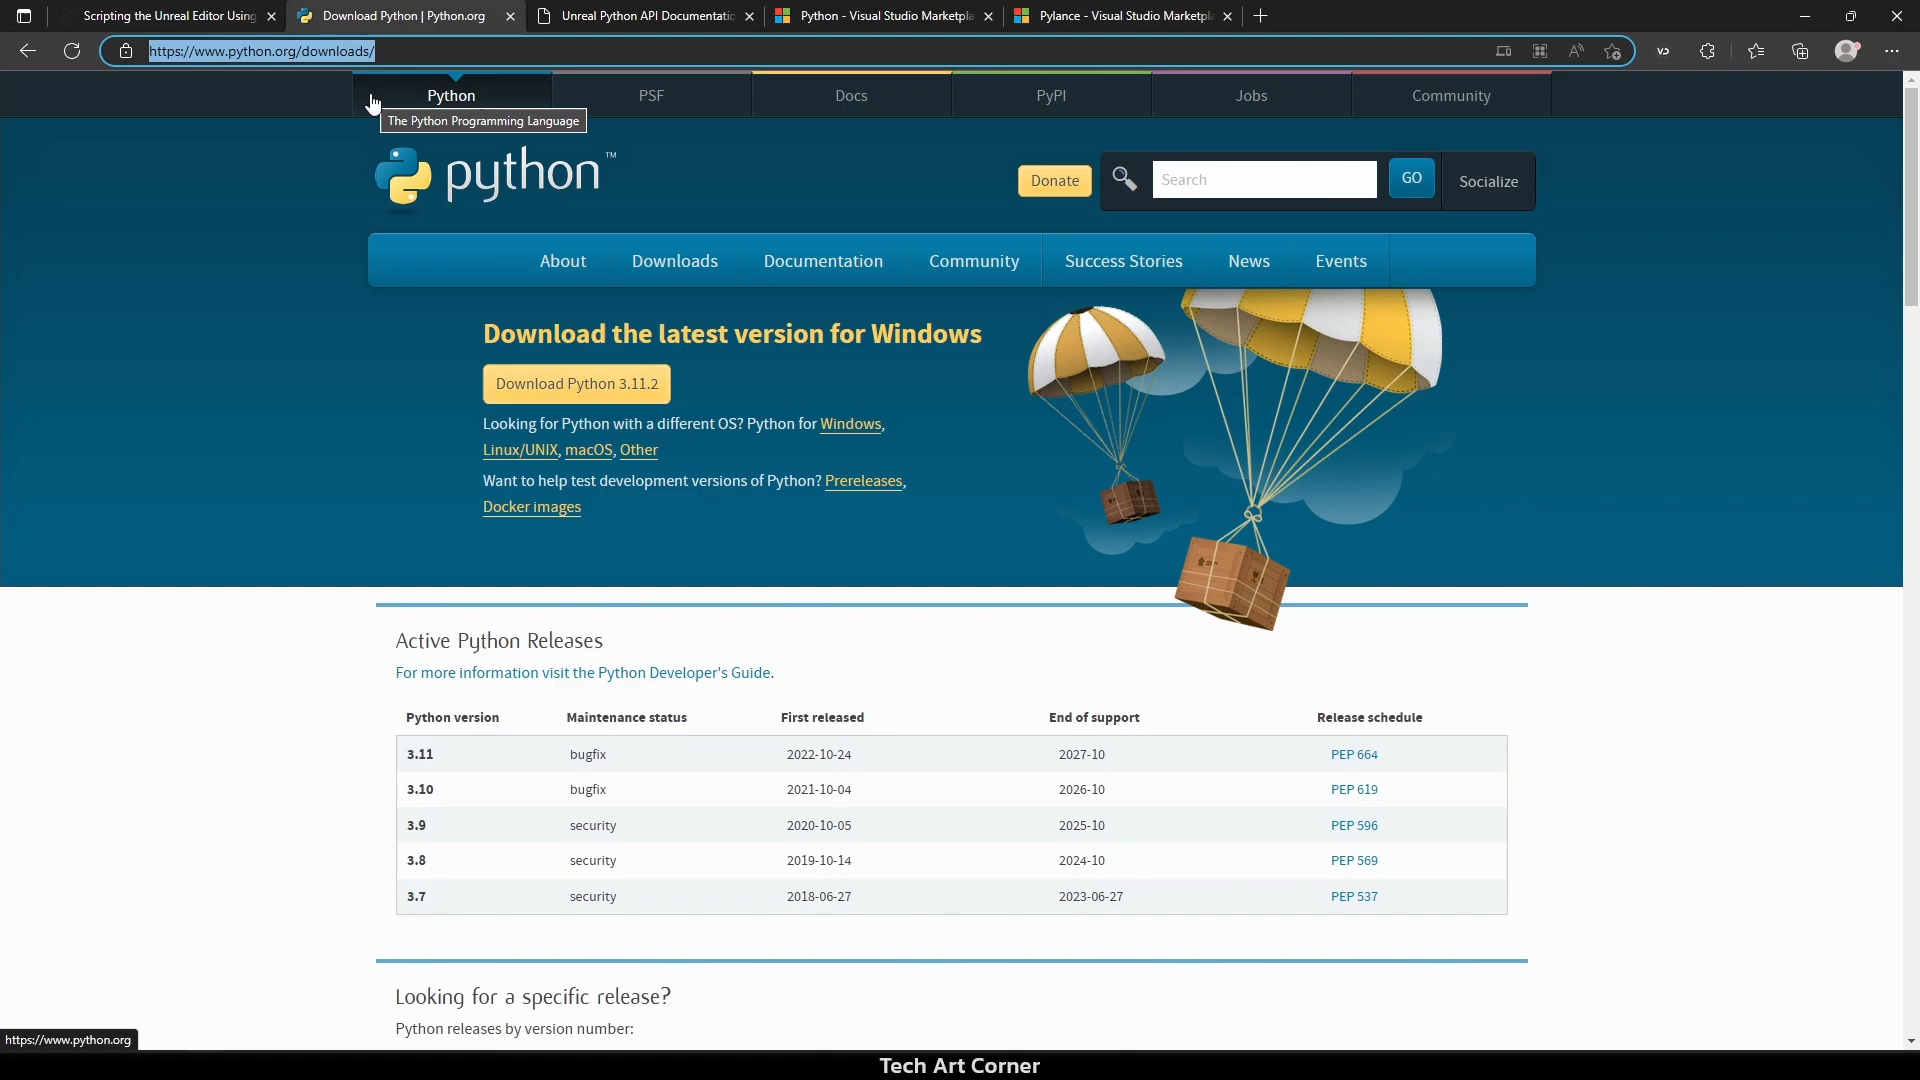 Scripting the Unreal Editor Using
Download Python | Python.org
Unreal Python API Documentatio
Python - Visual Studio Marketpla
Pylance - Visual Studio Marketpl
https://www.python.org/downloads/
Python
PSF
Docs
PyPI
Jobs
Community
The Python Programming Language
python™
Donate
Search
GO
Socialize
About
Downloads
Documentation
Community
Success Stories
News
Events
Download the latest version for Windows
Download Python 3.11.2
Looking for Python with a different OS? Python for Windows,
Linux/UNIX, macOS, Other
Want to help test development versions of Python? Prereleases,
Docker images
Active Python Releases
For more information visit the Python Developer's Guide.
Python version Maintenance status First released End of support Release schedule
3.11 bugfix 2022-10-24 2027-10 PEP 664
3.10 bugfix 2021-10-04 2026-10 PEP 619
3.9 security 2020-10-05 2025-10 PEP 596
3.8 security 2019-10-14 2024-10 PEP 569
3.7 security 2018-06-27 2023-06-27 PEP 537
Looking for a specific release?
Python releases by version number:
https://www.python.org
Tech Art Corner